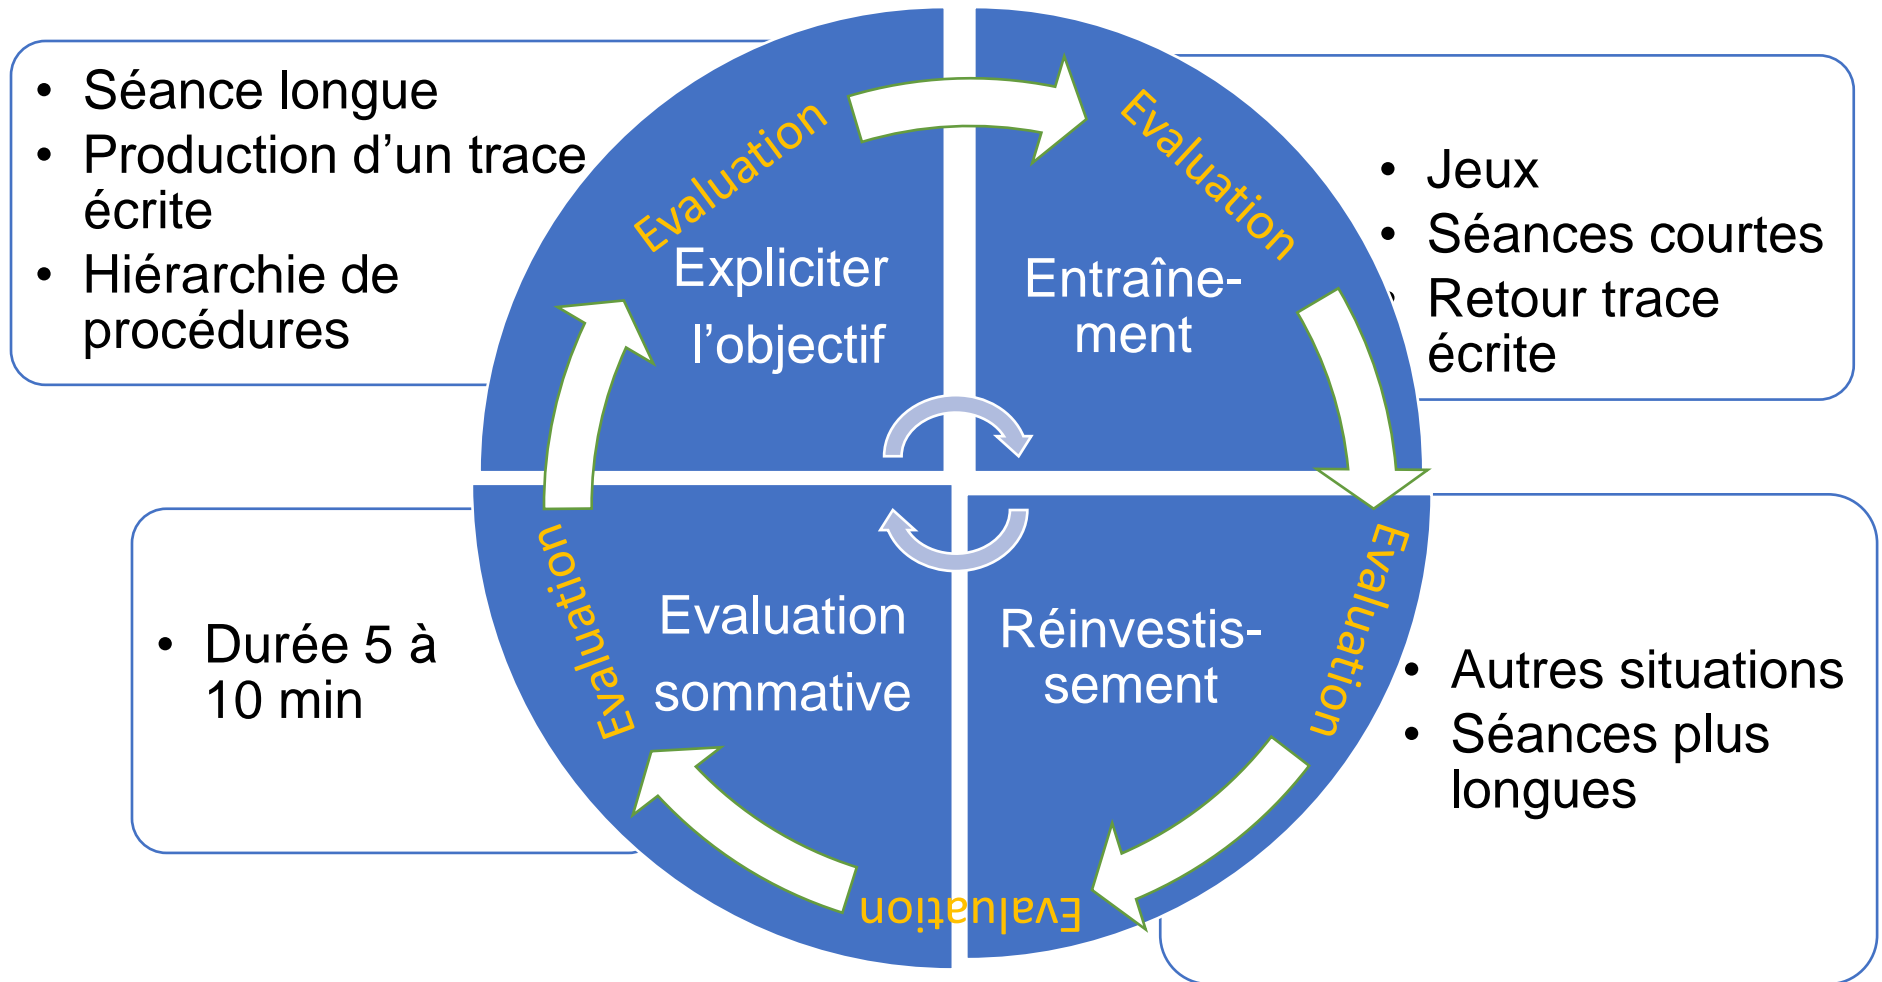 • Séance longue
• Production d’un trace
écrite
• Hiérarchie de
procédures
Evaluation
Expliciter
l’objectif
Evaluation
Entraîne-
ment
• Jeux
• Séances courtes
• Retour trace
écrite
Evaluation
Réinvestis-
sement
• Autres situations
• Séances plus
longues
Evaluation
Evaluation
sommative
Evaluation
• Durée 5 à
10 min